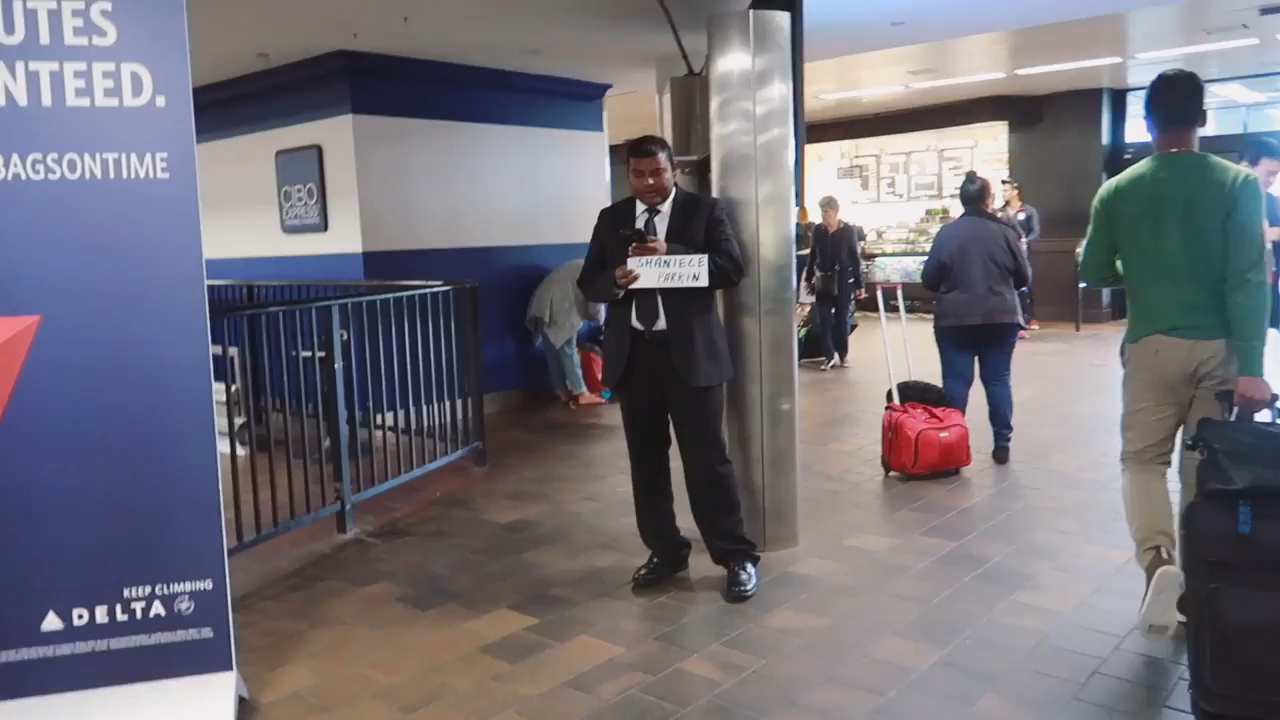 UTES
NTEED.
BAGSONTIME
KEEP CLIMBING
DELTA
CIBO
EXPRESS
SHANIECE
PARKIN